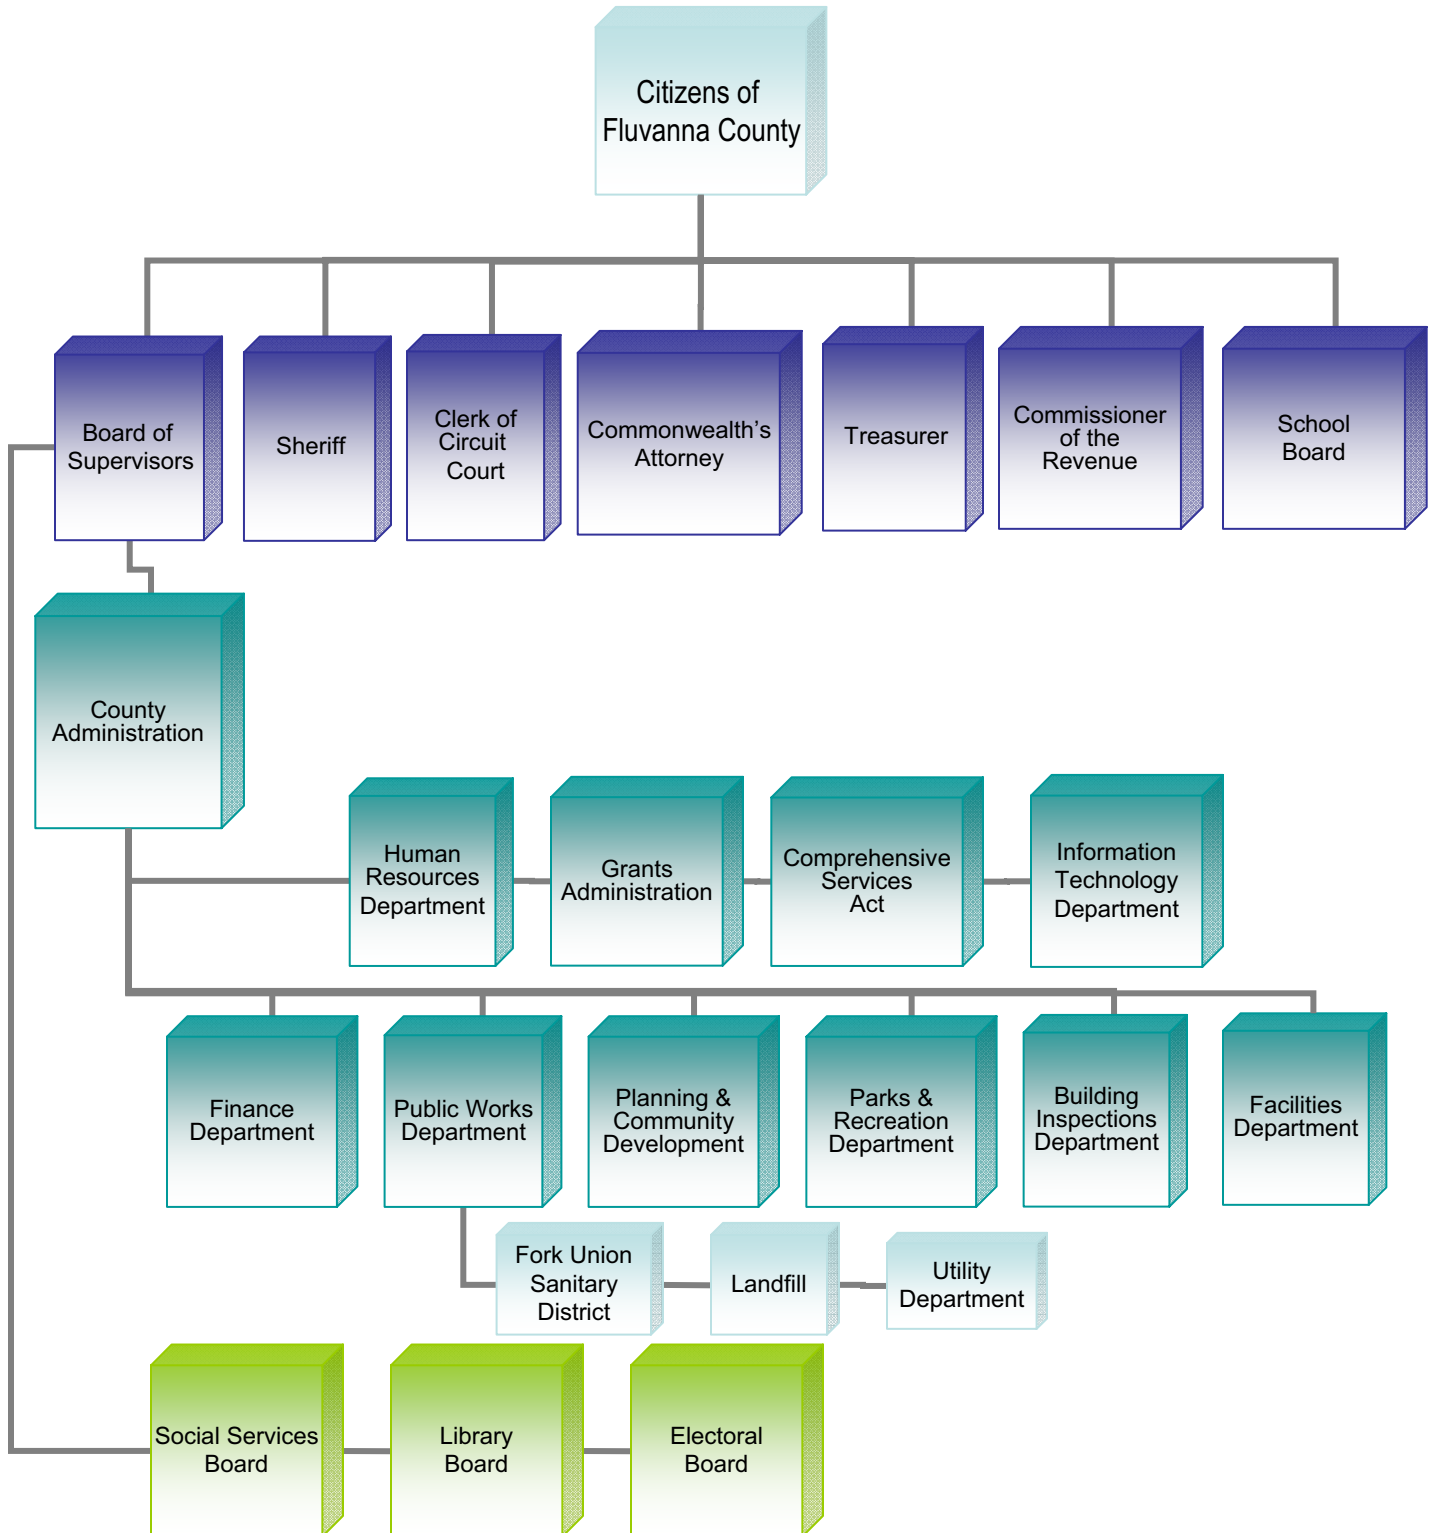 Citizens of
Fluvanna County
Board of
Supervisors
Sheriff
Clerk of
Circuit
Court
Commonwealth’s
Attorney
Treasurer
Commissioner
of the
Revenue
School
Board
County
Administration
Human
Resources
Department
Grants
Administration
Comprehensive
Services
Act
Information
Technology
Department
Finance
Department
Public Works
Department
Planning &
Community
Development
Parks &
Recreation
Department
Building
Inspections
Department
Facilities
Department
Fork Union
Sanitary
District
Landfill
Utility
Department
Social Services
Board
Library
Board
Electoral
Board